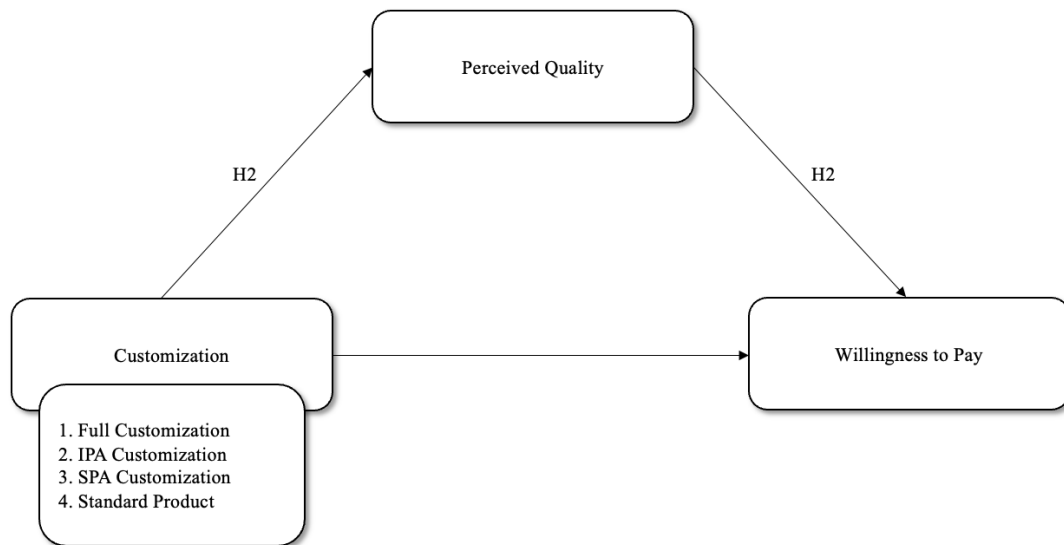 Perceived Quality
H2
H2
Customization
Willingness to Pay
1. Full Customization
2. IPA Customization
3. SPA Customization
4. Standard Product